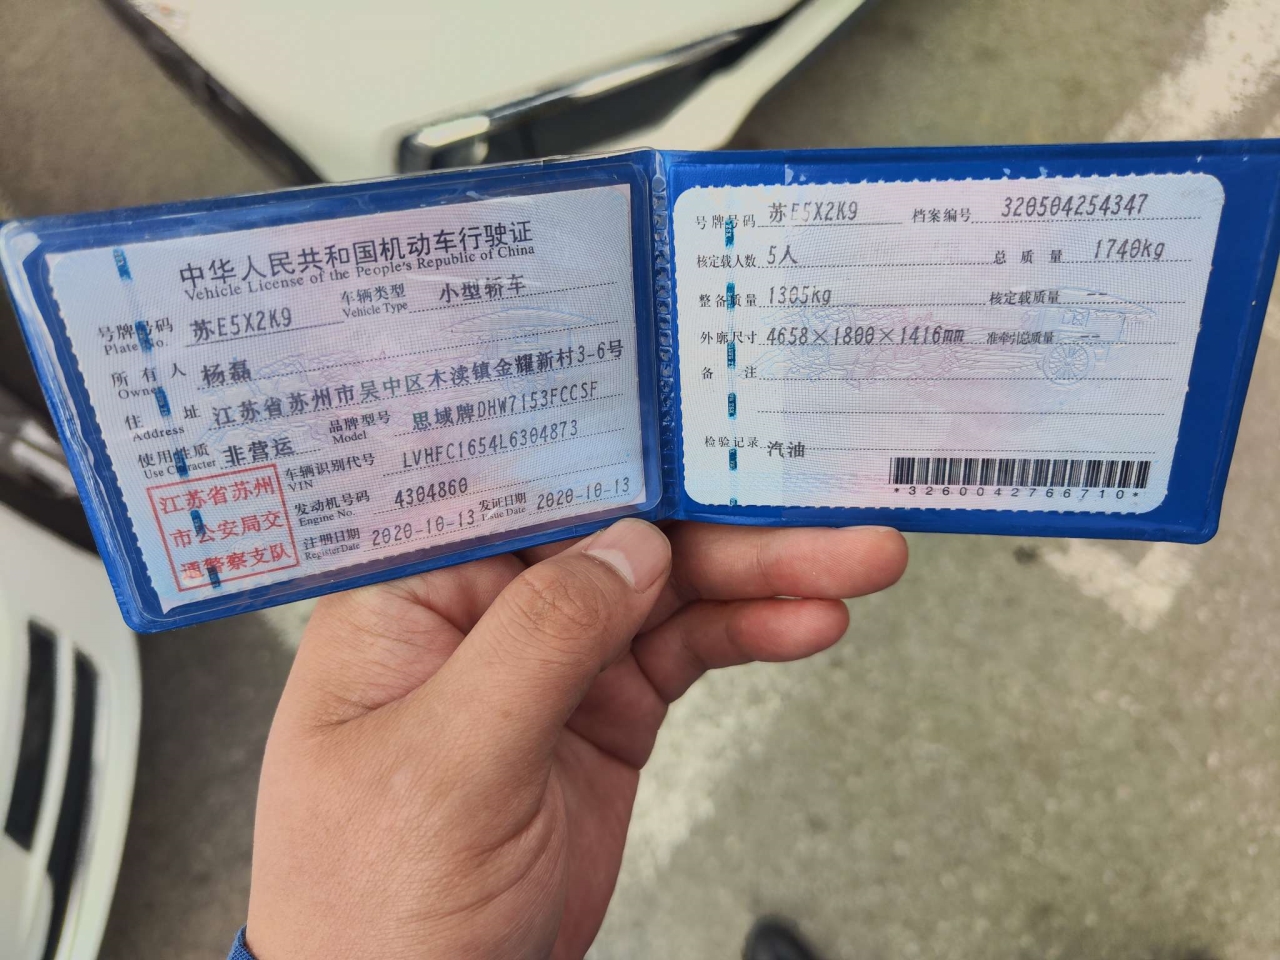 中华人民共和国机动车行驶证
Vehicle License of the People's Republic of China
号牌号码 苏E5X2K9 车辆类型 小型轿车
Plate No. Vehicle Type
所有人 杨磊
Owner
住址 江苏省苏州市吴中区木渎镇金耀新村3-6号
Address
使用性质 非营运 品牌型号 思域牌DHW7153FCCSF
Use Character Model
车辆识别代号 LVHFC1654L6304873
VIN
发动机号码 4304860
Engine No.
注册日期 2020-10-13 发证日期 2020-10-13
Register Date Issue Date
江苏省苏州
市公安局交
通警察支队
号牌号码 苏E5X2K9 档案编号 320504254347
核定载人数 5人 总质量 1740kg
整备质量 1305kg 核定载质量 --
外廓尺寸 4658×1800×1416mm 准牵引总质量 --
备注
检验记录 汽油
*3260042766710*